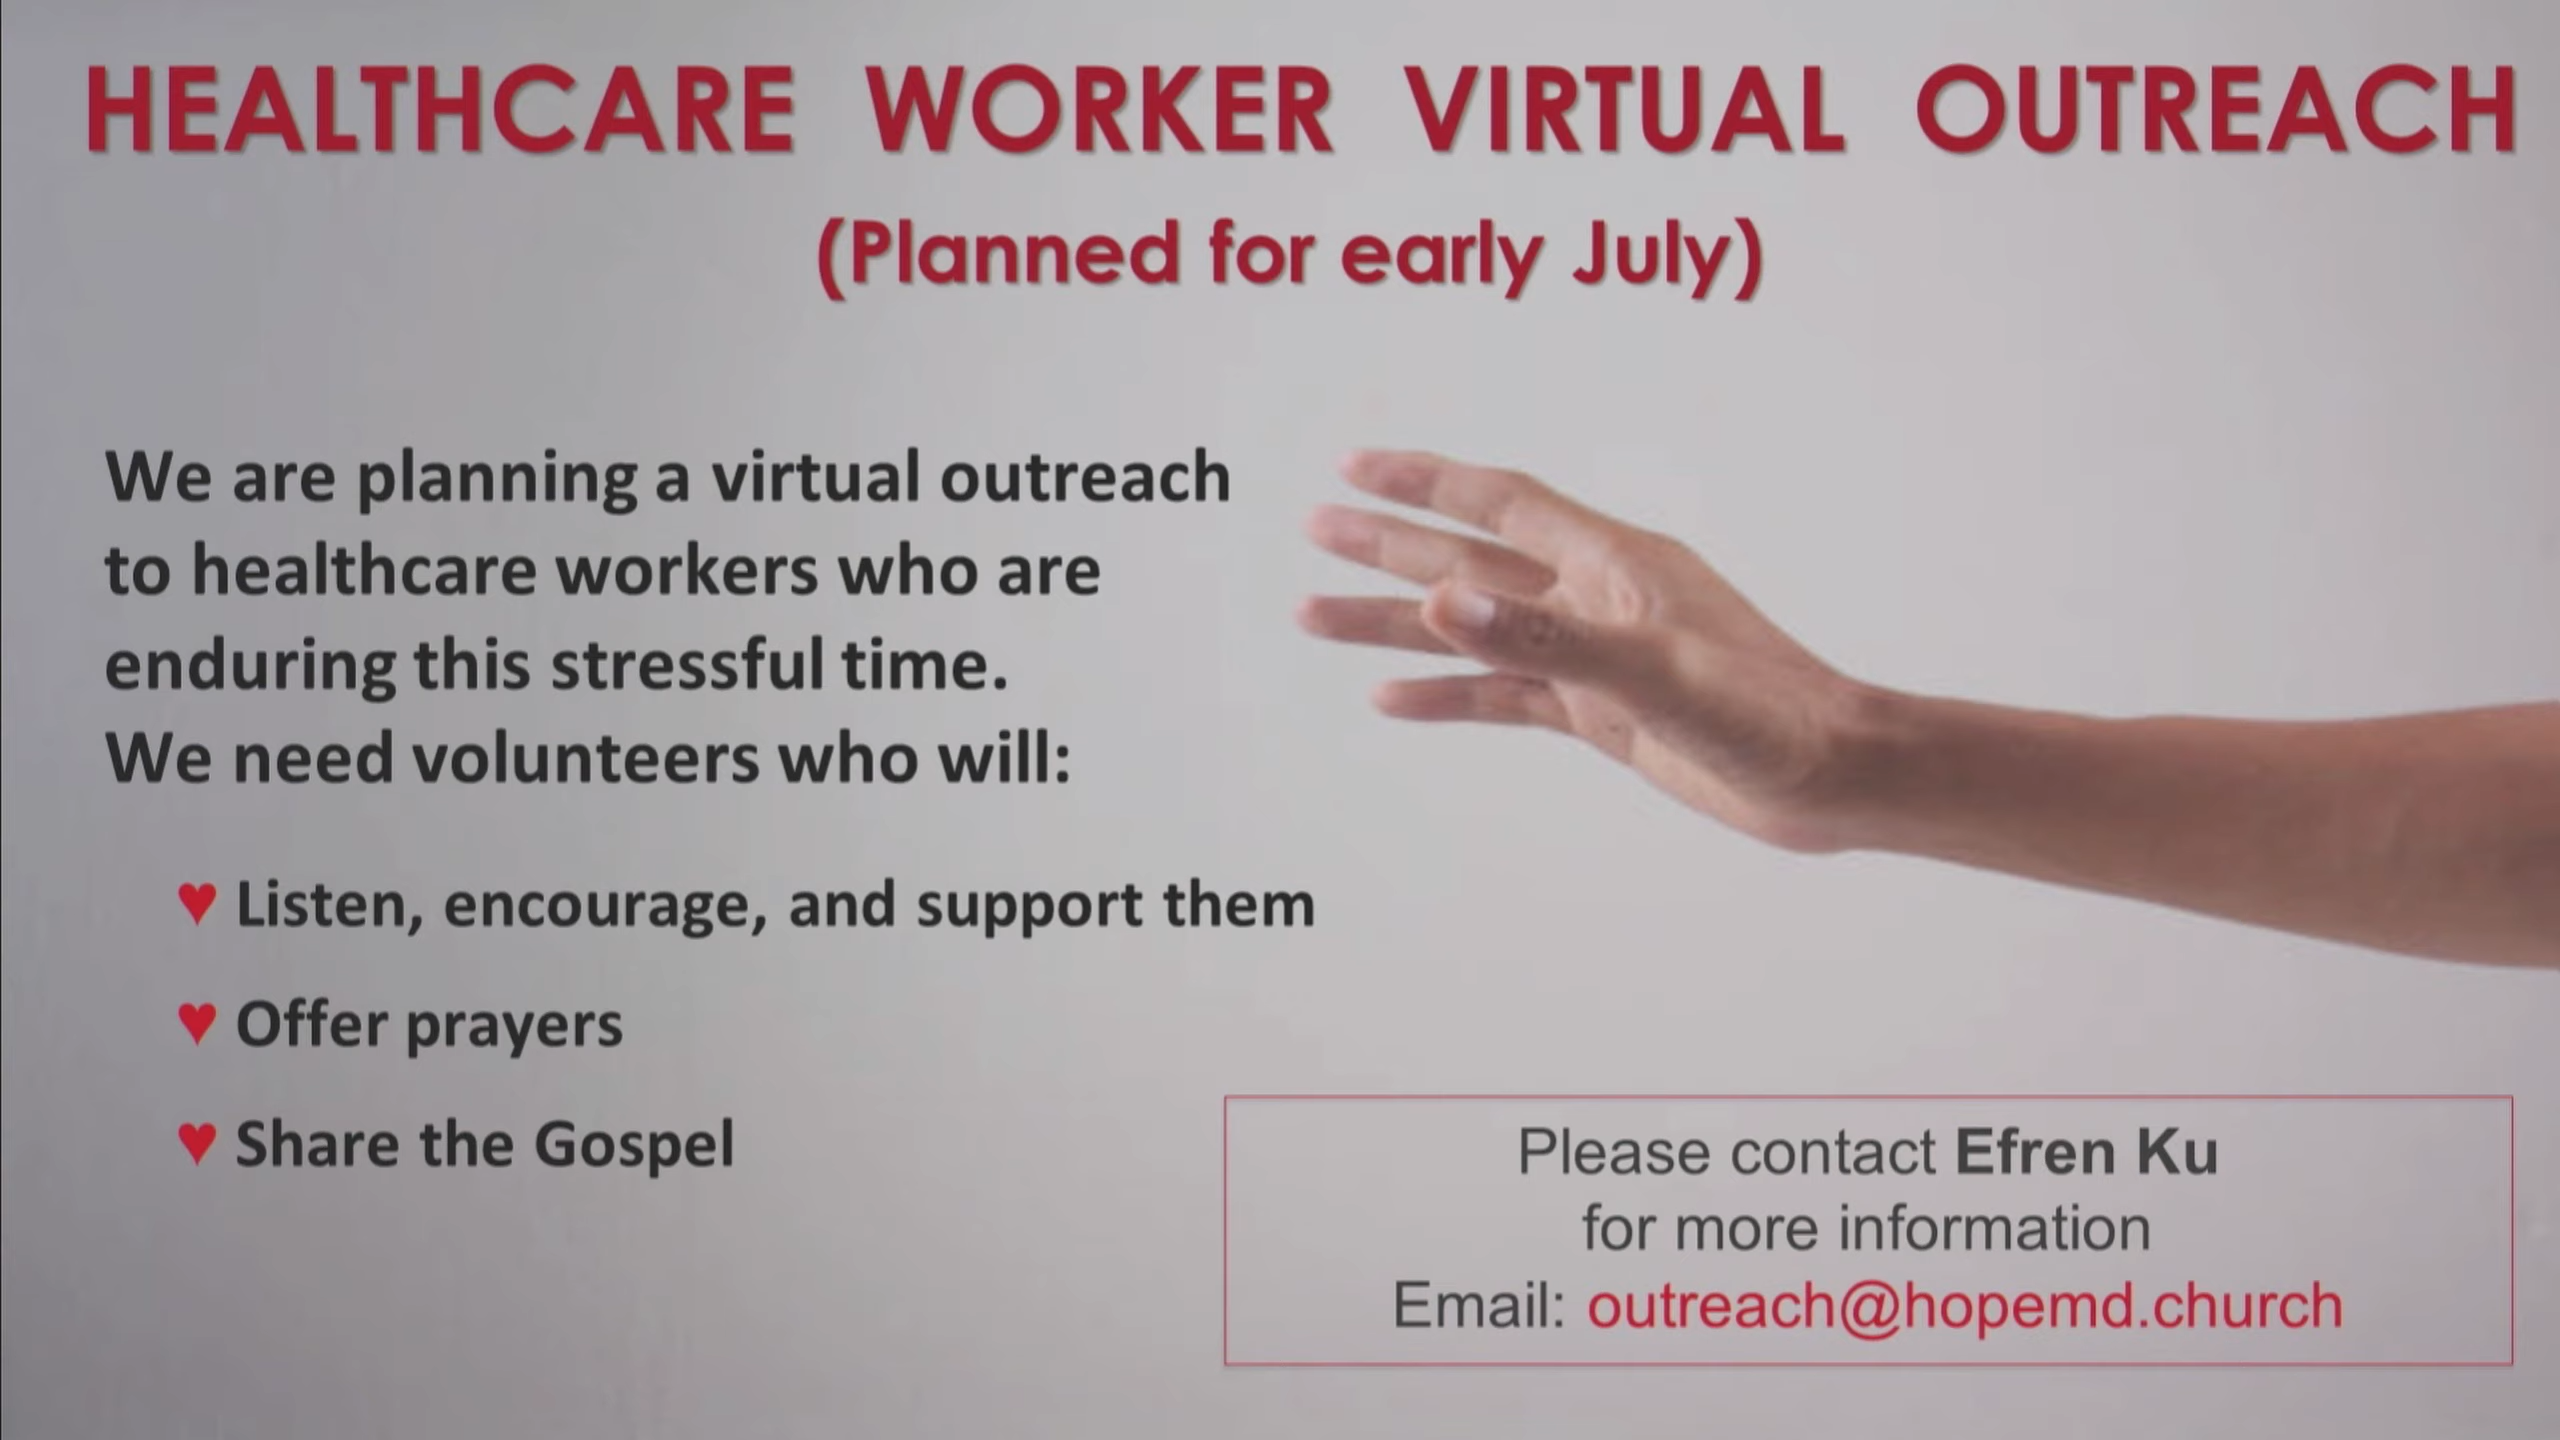 HEALTHCARE WORKER VIRTUAL OUTREACH
(Planned for early July)
We are planning a virtual outreach
to healthcare workers who are
enduring this stressful time.
We need volunteers who will:
♥ Listen, encourage, and support them
♥ Offer prayers
♥ Share the Gospel
Please contact Efren Ku
for more information
Email: outreach@hopemd.church